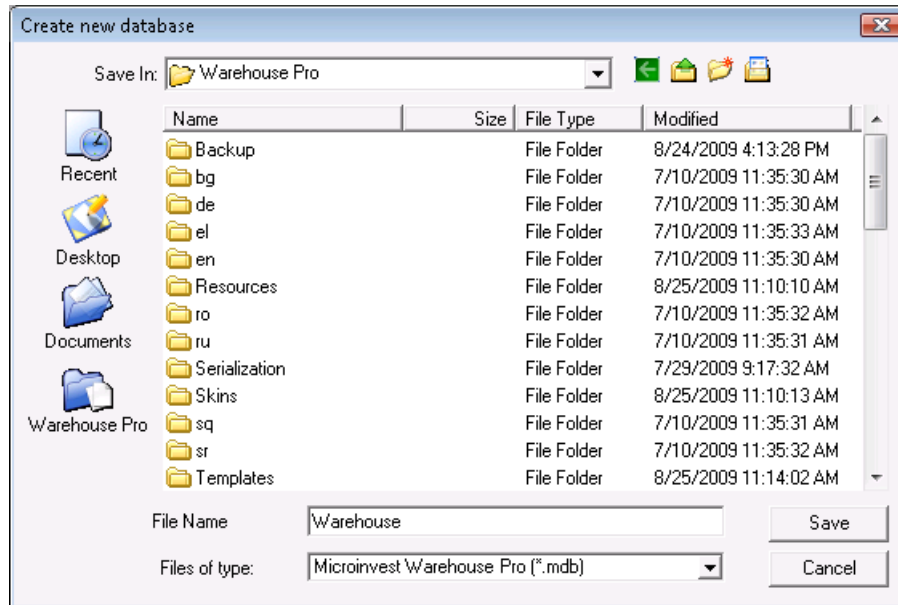 Create new database
Save In: Warehouse Pro
Name Size File Type Modified
Backup File Folder 8/24/2009 4:13:28 PM
bg File Folder 7/10/2009 11:35:30 AM
de File Folder 7/10/2009 11:35:30 AM
el File Folder 7/10/2009 11:35:33 AM
en File Folder 7/10/2009 11:35:30 AM
Resources File Folder 8/25/2009 11:10:10 AM
ro File Folder 7/10/2009 11:35:32 AM
ru File Folder 7/10/2009 11:35:31 AM
Serialization File Folder 7/29/2009 9:17:32 AM
Skins File Folder 8/25/2009 11:10:13 AM
sq File Folder 7/10/2009 11:35:31 AM
sr File Folder 7/10/2009 11:35:32 AM
Templates File Folder 8/25/2009 11:14:02 AM
Recent
Desktop
Documents
Warehouse Pro
File Name Warehouse Save
Files of type: Microinvest Warehouse Pro (*.mdb) Cancel